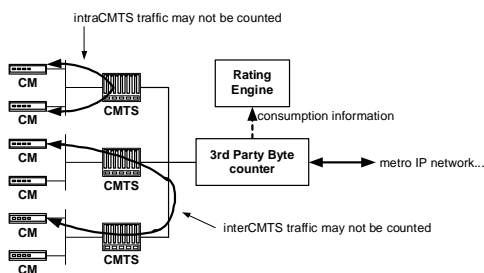 intraCMTS traffic may not be counted
CM
CM
CMTS
Rating
Engine
consumption information
CM
CM
CMTS
3rd Party Byte
counter
metro IP network...
CM
CM
CMTS
interCMTS traffic may not be counted